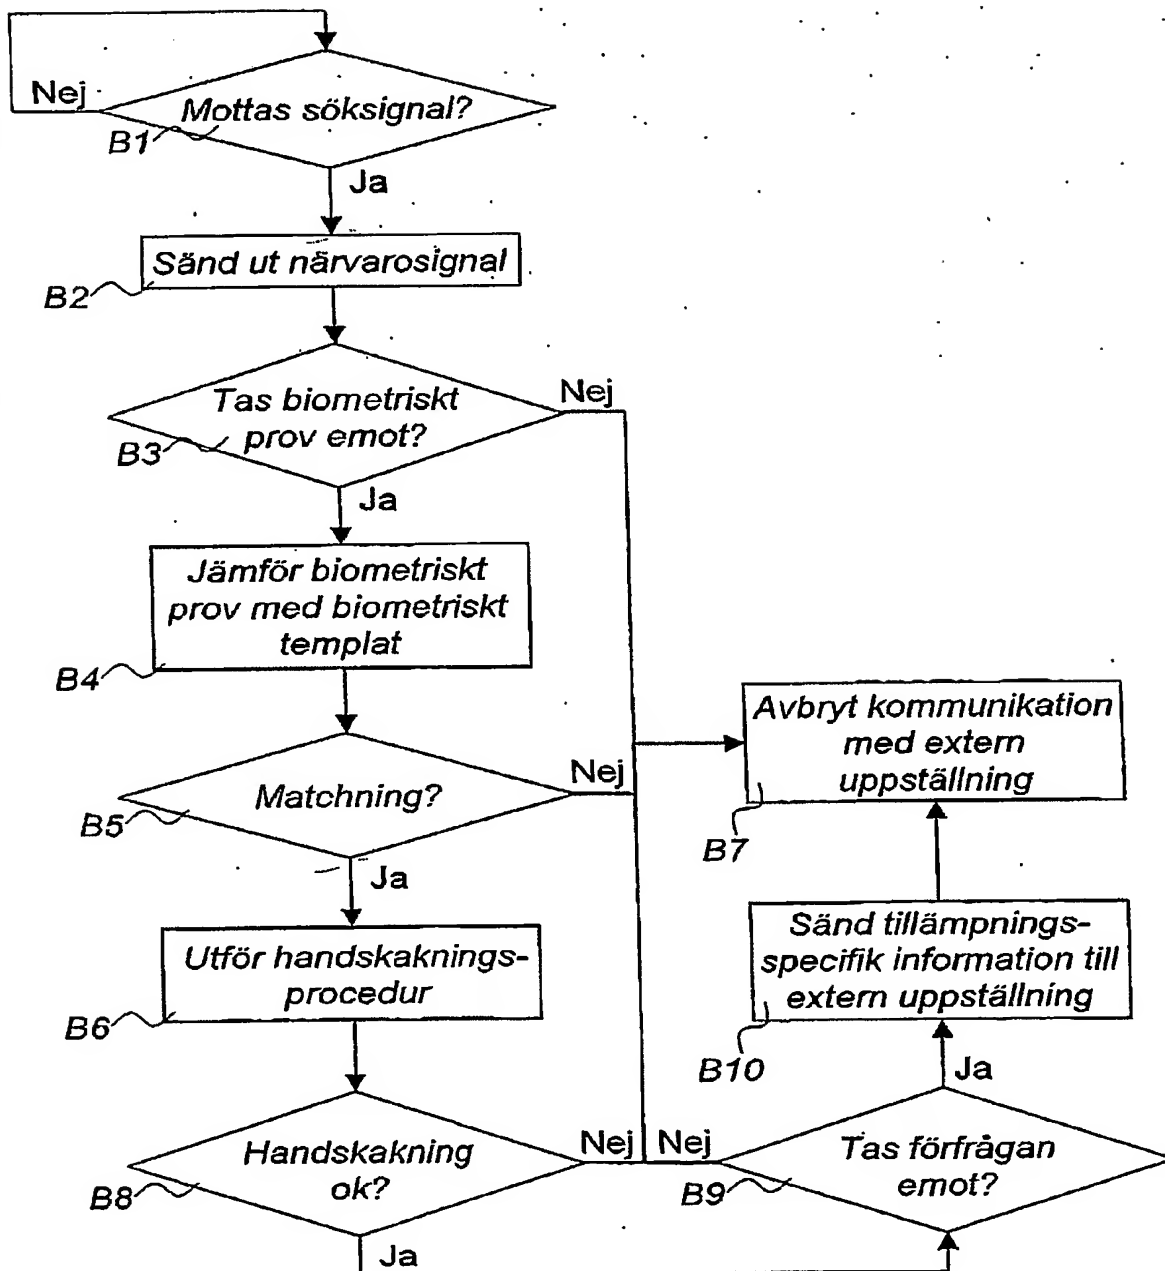 Nej
Mottas söksignal?
B1
Ja
Sänd ut närvarosignal
B2
Tas biometriskt
prov emot?
Nej
B3
Ja
Jämför biometriskt
prov med biometriskt
templat
B4
Matchning?
Nej
B5
Ja
Utför handskaknings-
procedur
B6
Handskakning
ok?
Nej
B8
Ja
Avbryt kommunikation
med extern
uppställning
B7
Sänd tillämpnings-
specifik information till
extern uppställning
B10
Ja
Nej
Tas förfrågan
emot?
B9